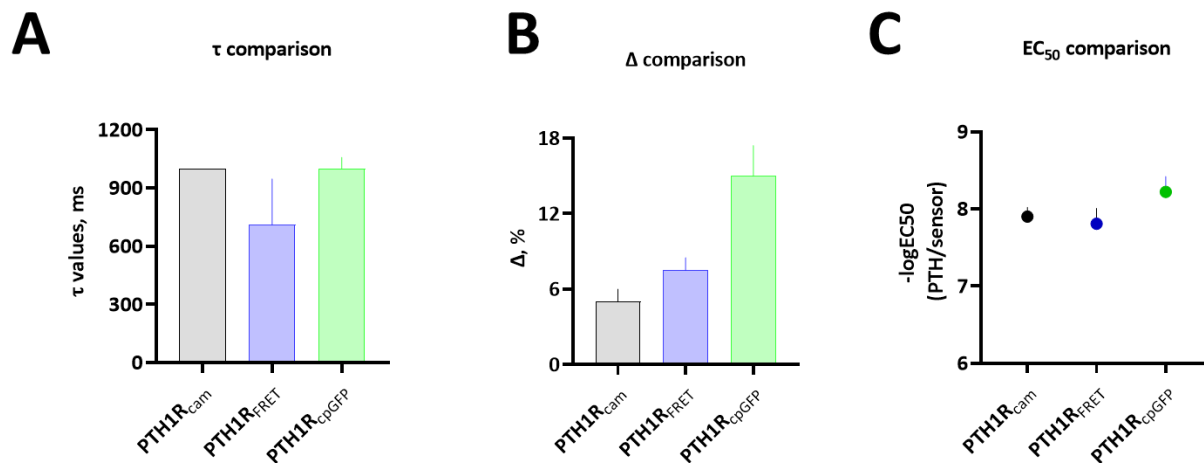 A
τ comparison
τ values, ms
1200
900
600
300
0
PTH1Rcam
PTH1RFRET
PTH1RcpGFP
B
Δ comparison
Δ, %
18
12
6
0
PTH1Rcam
PTH1RFRET
PTH1RcpGFP
C
EC50 comparison
-logEC50
(PTH/sensor)
9
8
7
6
PTH1Rcam
PTH1RFRET
PTH1RcpGFP